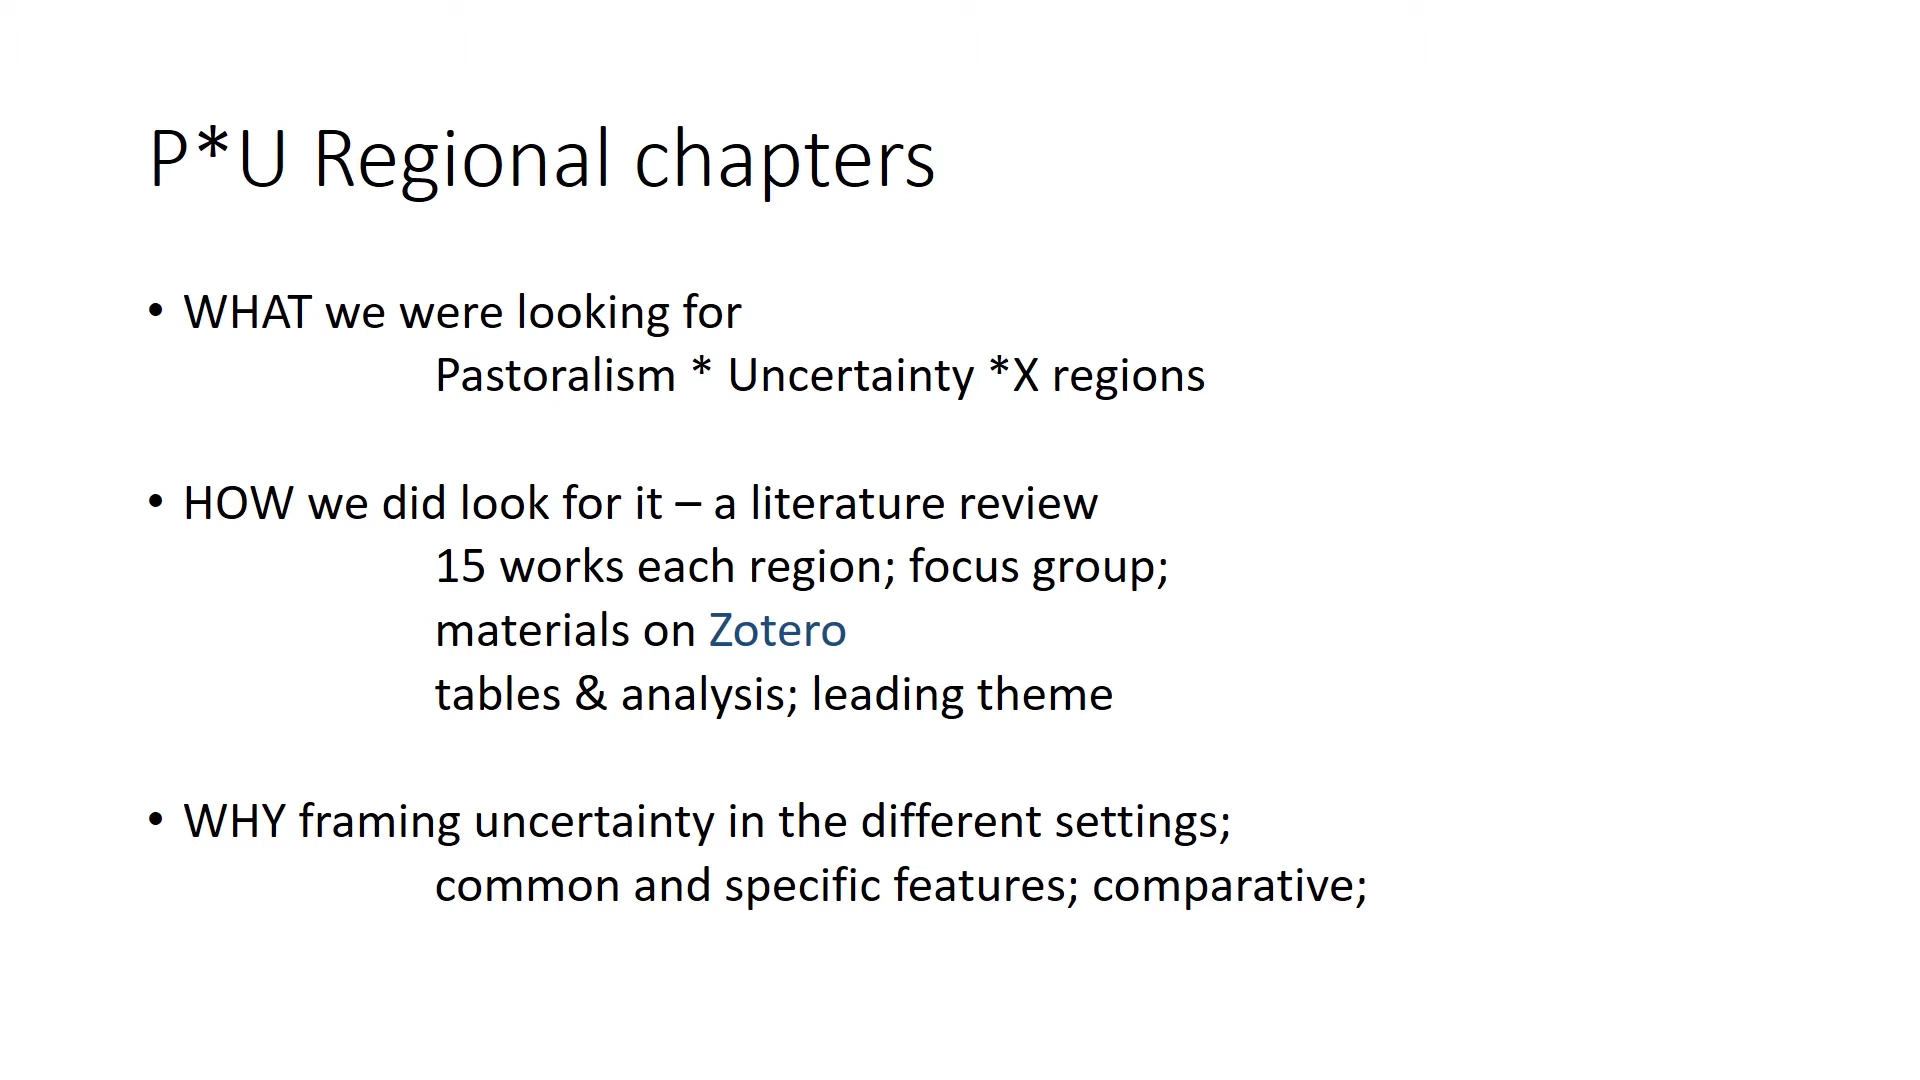 P*U Regional chapters
• WHAT we were looking for
Pastoralism * Uncertainty *X regions
• HOW we did look for it – a literature review
15 works each region; focus group;
materials on Zotero
tables & analysis; leading theme
• WHY framing uncertainty in the different settings;
common and specific features; comparative;